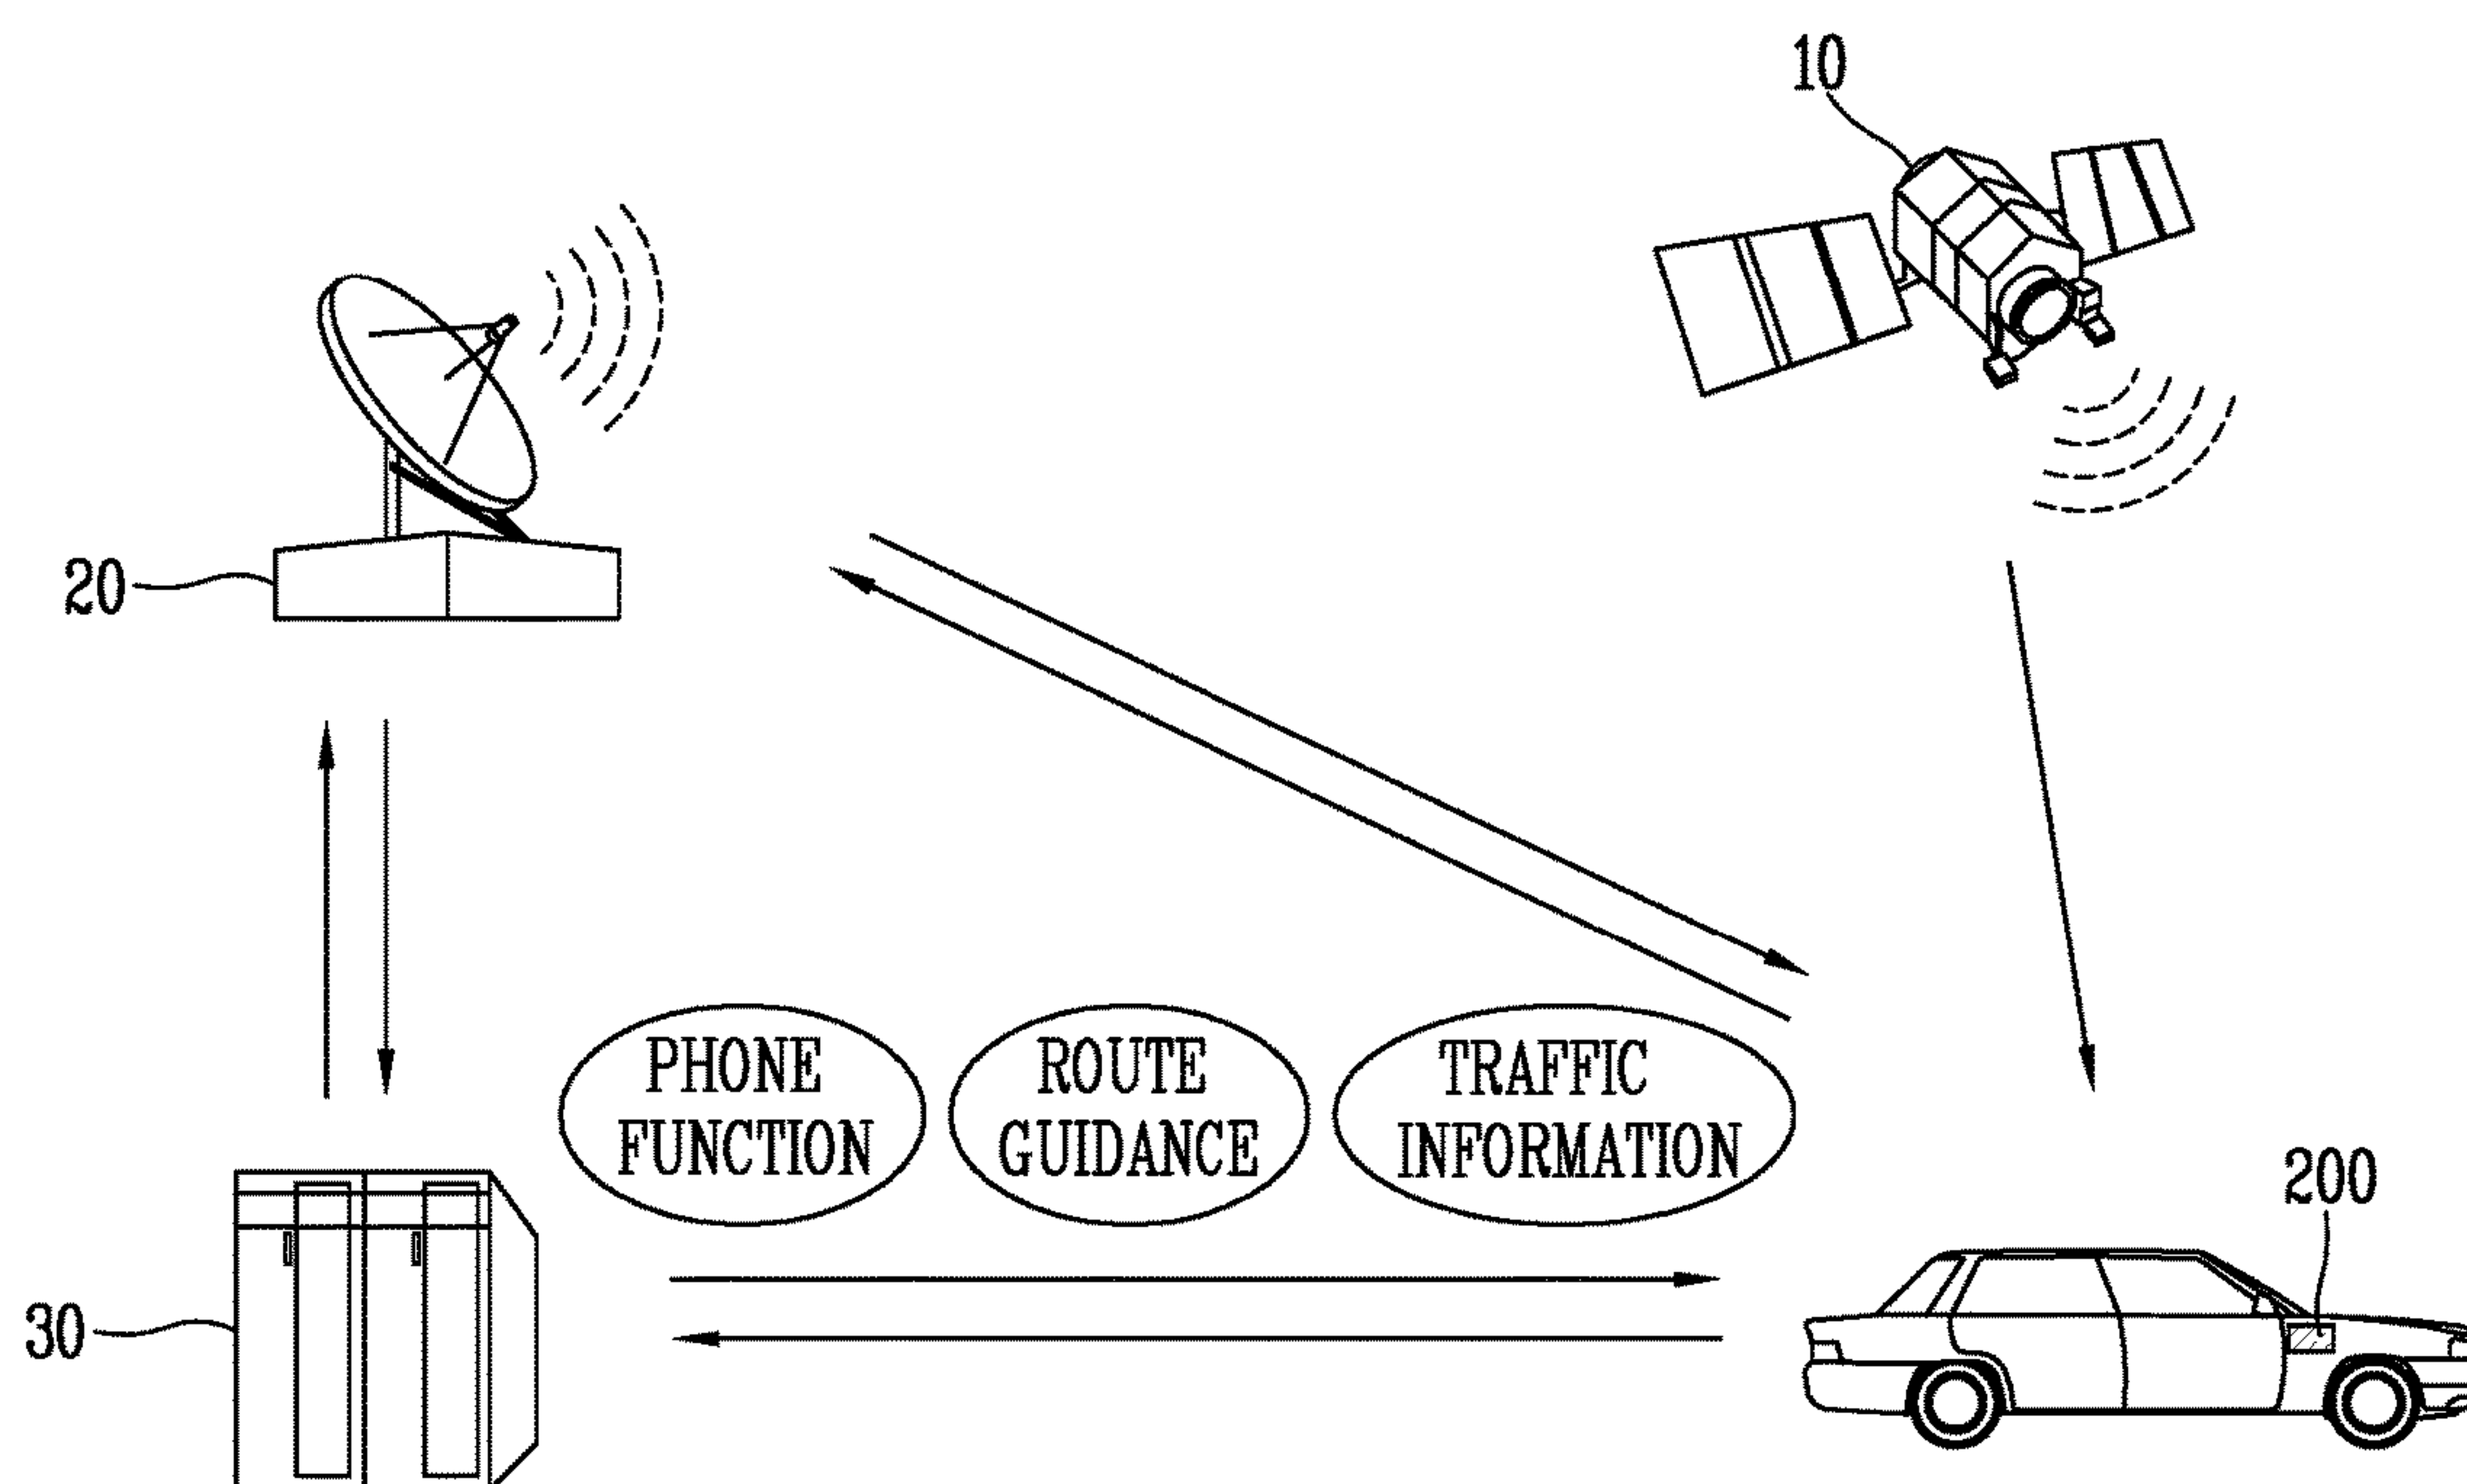 10
20
PHONE
FUNCTION
ROUTE
GUIDANCE
TRAFFIC
INFORMATION
200
30